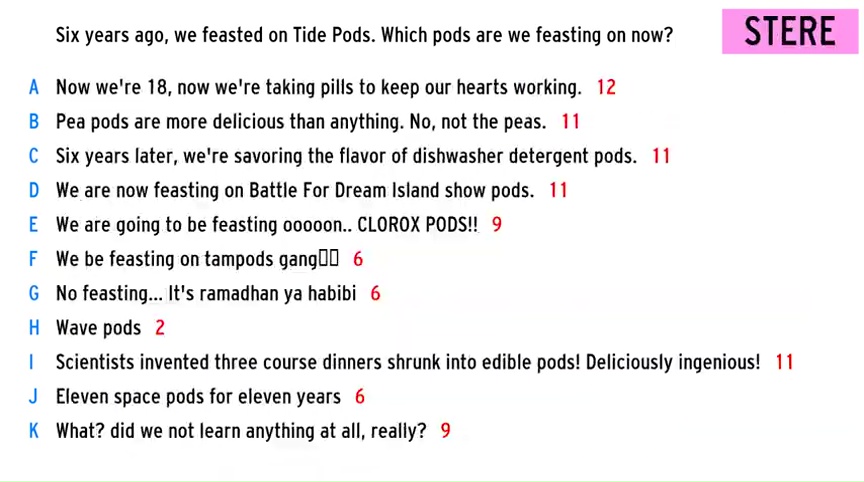 Six years ago, we feasted on Tide Pods. Which pods are we feasting on now?
STERE
A Now we're 18, now we're taking pills to keep our hearts working. 12
B Pea pods are more delicious than anything. No, not the peas. 11
C Six years later, we're savoring the flavor of dishwasher detergent pods. 11
D We are now feasting on Battle For Dream Island show pods. 11
E We are going to be feasting ooooon.. CLOROX PODS!! 9
F We be feasting on tampods gang▯▯ 6
G No feasting... It's ramadhan ya habibi 6
H Wave pods 2
I Scientists invented three course dinners shrunk into edible pods! Deliciously ingenious! 11
J Eleven space pods for eleven years 6
K What? did we not learn anything at all, really? 9